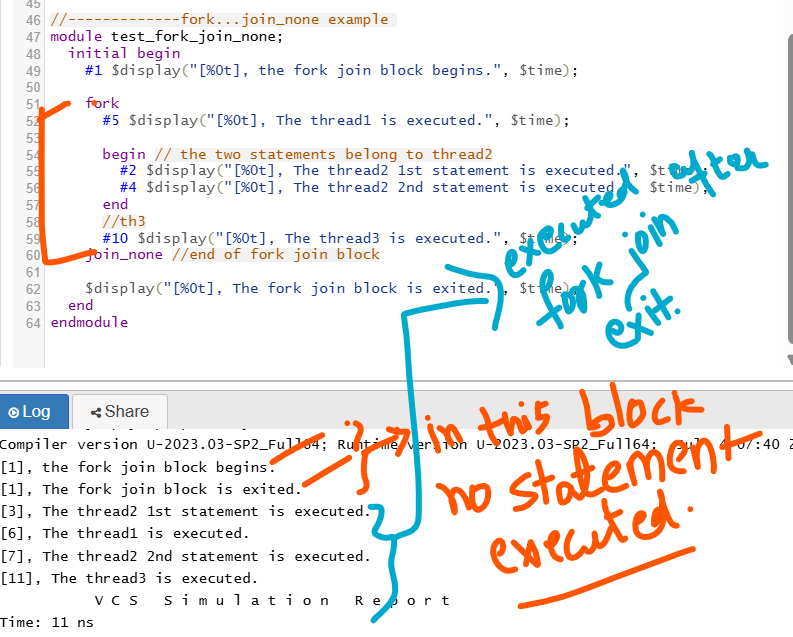 45
46 //-------------fork...join_none example
47 module test_fork_join_none;
48 initial begin
49 #1 $display("[%0t], the fork join block begins.", $time);
50
51 fork
52 #5 $display("[%0t], The thread1 is executed.", $time);
53
54 begin // the two statements belong to thread2
55 #2 $display("[%0t], The thread2 1st statement is executed.", $time);
56 #4 $display("[%0t], The thread2 2nd statement is executed.", $time);
57 end
58 //th3
59 #10 $display("[%0t], The thread3 is executed.", $time);
60 join_none //end of fork join block
61
62 $display("[%0t], The fork join block is exited.", $time);
63 end
64 endmodule
executed after
fork join
exit.
Log
Share
Compiler version U-2023.03-SP2_Full64; Runtime version U-2023.03-SP2_Full64; Jul 4 07:40 2
[1], the fork join block begins.
[1], The fork join block is exited.
[3], The thread2 1st statement is executed.
[6], The thread1 is executed.
[7], The thread2 2nd statement is executed.
[11], The thread3 is executed.
V C S S i m u l a t i o n R e p o r t
Time: 11 ns
in this block
no statement
executed.